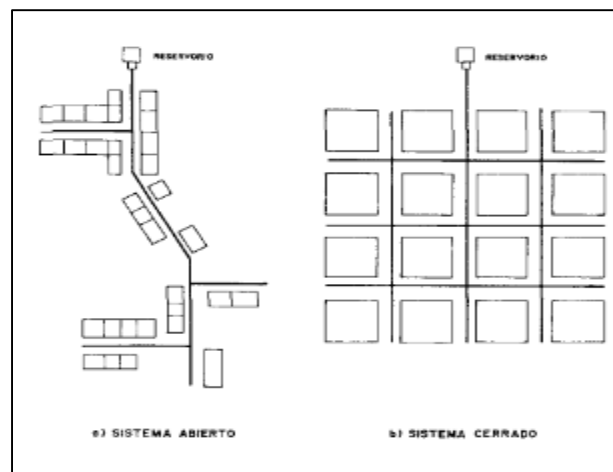 RESERVORIO
RESERVORIO
a) SISTEMA ABIERTO
b) SISTEMA CERRADO